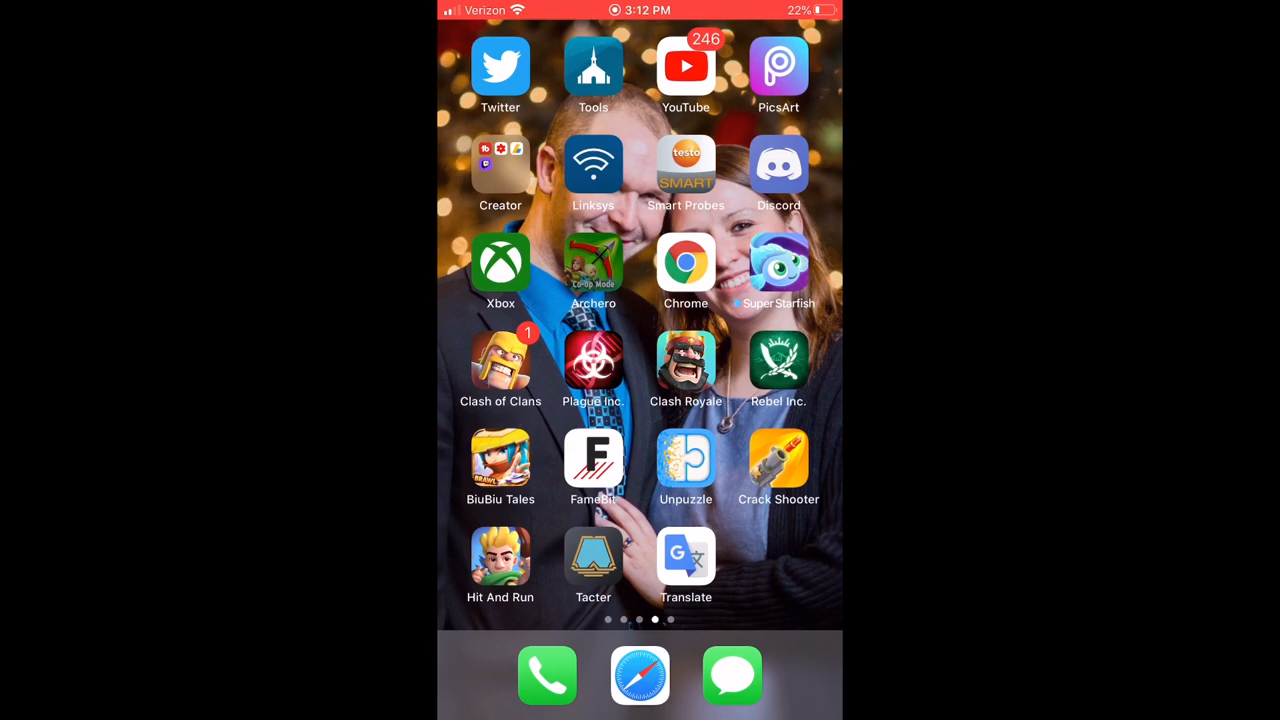 Verizon 3:12 PM 22%
246
Twitter Tools YouTube PicsArt
testo
SMART
Creator Linksys Smart Probes Discord
Co-op Mode
Xbox Archero Chrome Super Starfish
1
Clash of Clans Plague Inc. Clash Royale Rebel Inc.
BRAWL F
BiuBiu Tales FameBit Unpuzzle Crack Shooter
G 文
Hit And Run Tacter Translate